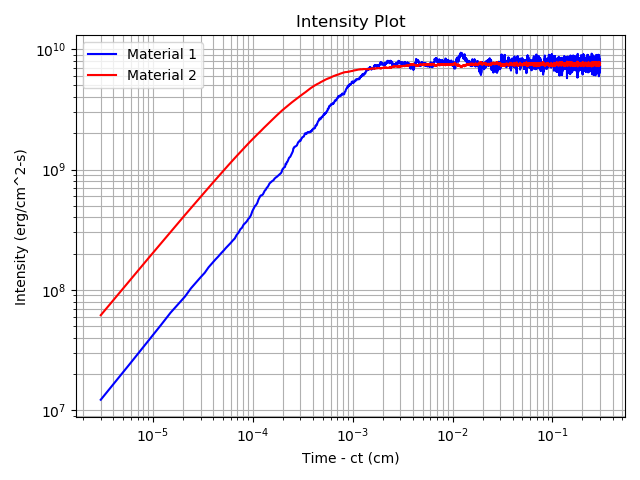 Intensity Plot
Material 1
Material 2
Intensity (erg/cm^2-s)
10^10
10^9
10^8
10^7
10^-5
10^-4
10^-3
10^-2
10^-1
Time - ct (cm)